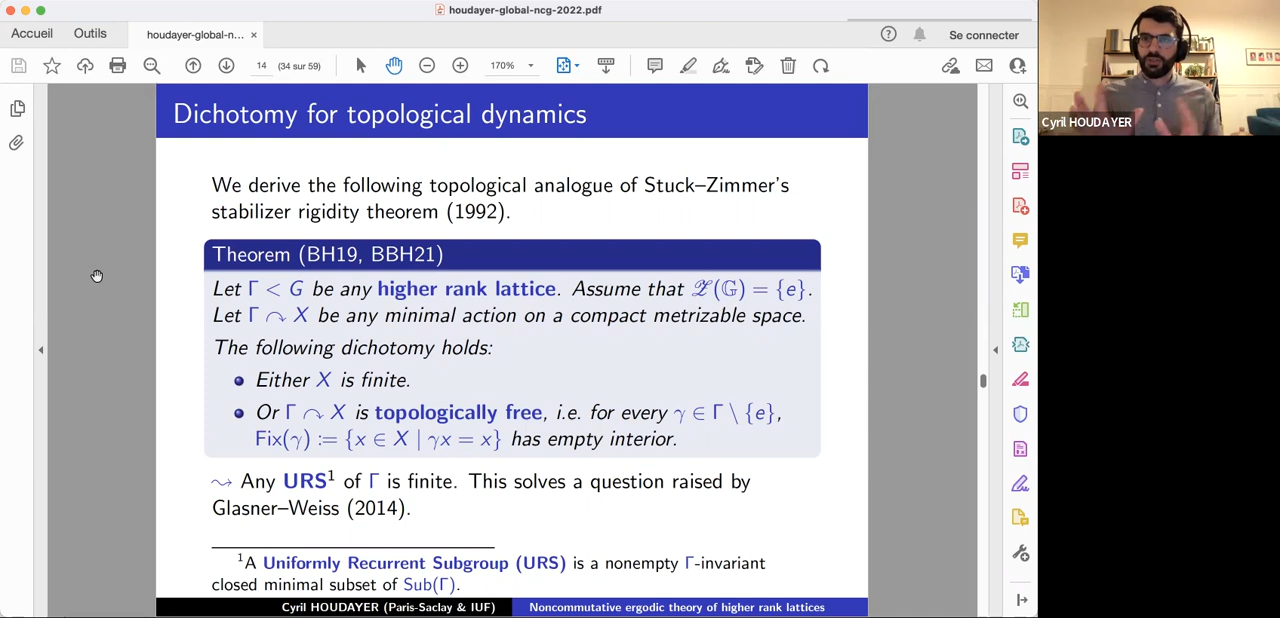 houdayer-global-ncg-2022.pdf
Accueil
Outils
houdayer-global-n... ×
Se connecter
14 (34 sur 59)
170%
Cyril HOUDAYER
Dichotomy for topological dynamics
We derive the following topological analogue of Stuck–Zimmer's
stabilizer rigidity theorem (1992).
Theorem (BH19, BBH21)
Let Γ < G be any higher rank lattice. Assume that 𝒵(𝔾) = {e}.
Let Γ ↷ X be any minimal action on a compact metrizable space.
The following dichotomy holds:
Either X is finite.
Or Γ ↷ X is topologically free, i.e. for every γ ∈ Γ \ {e},
Fix(γ) := {x ∈ X | γx = x} has empty interior.
⇝ Any URS¹ of Γ is finite. This solves a question raised by
Glasner–Weiss (2014).
¹A Uniformly Recurrent Subgroup (URS) is a nonempty Γ-invariant
closed minimal subset of Sub(Γ).
Cyril HOUDAYER (Paris-Saclay & IUF)
Noncommutative ergodic theory of higher rank lattices